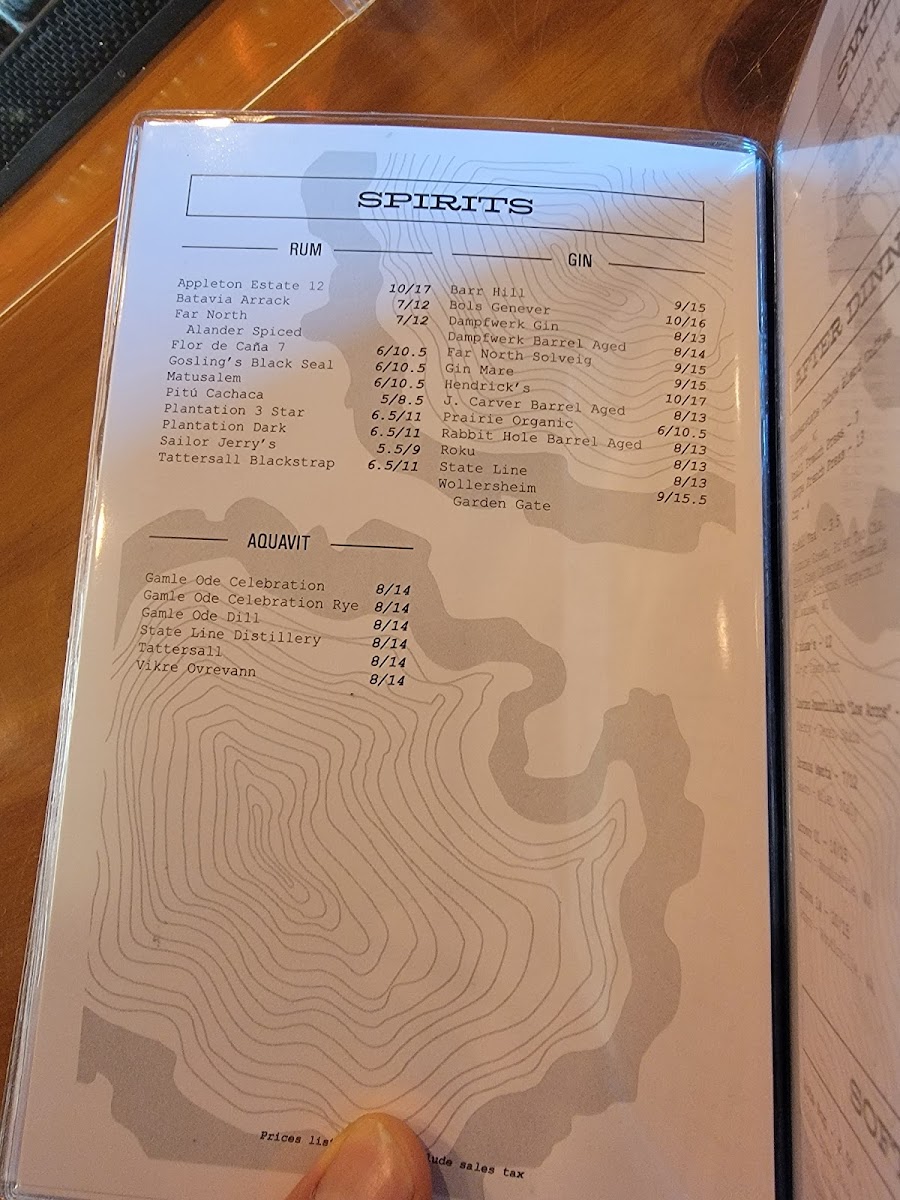 SPIRITS
RUM
Appleton Estate 12 10/17
Batavia Arrack 7/12
Far North 7/12
Alander Spiced
Flor de Caña 7 6/10.5
Gosling's Black Seal 6/10.5
Matusalem 6/10.5
Pitú Cachaca 5/8.5
Plantation 3 Star 6.5/11
Plantation Dark 6.5/11
Sailor Jerry's 5.5/9
Tattersall Blackstrap 6.5/11
GIN
Barr Hill 9/15
Bols Genever 10/16
Dampfwerk Gin 8/13
Dampfwerk Barrel Aged 8/14
Far North Solveig 9/15
Gin Mare 9/15
Hendrick's 10/17
J. Carver Barrel Aged 8/13
Prairie Organic 6/10.5
Rabbit Hole Barrel Aged 8/13
Roku 8/13
State Line 8/13
Wollersheim 9/15.5
Garden Gate
AQUAVIT
Gamle Ode Celebration 8/14
Gamle Ode Celebration Rye 8/14
Gamle Ode Dill 8/14
State Line Distillery 8/14
Tattersall 8/14
Vikre Ovrevann 8/14
Prices sales tax
AFTER